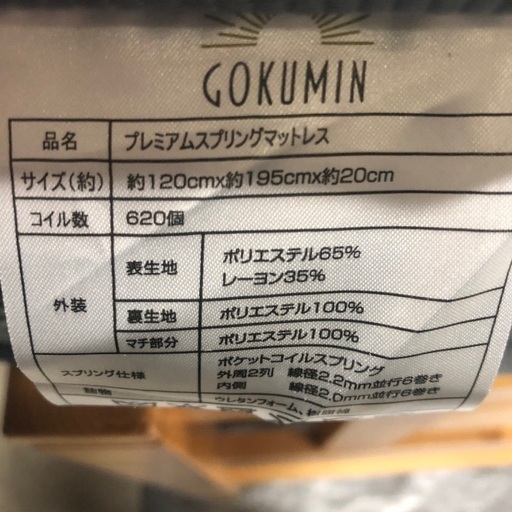 GOKUMIN
品名 プレミアムスプリングマットレス
サイズ(約) 約120cmx約195cmx約20cm
コイル数 620個
外装 表生地 ポリエステル65%
レーヨン35%
裏生地 ポリエステル100%
マチ部分 ポリエステル100%
スプリング仕様 ポケットコイルスプリング
外周2列 線径2.2mm並行6巻き
内側 線径2.0mm並行6巻き
ウレタンフォーム、